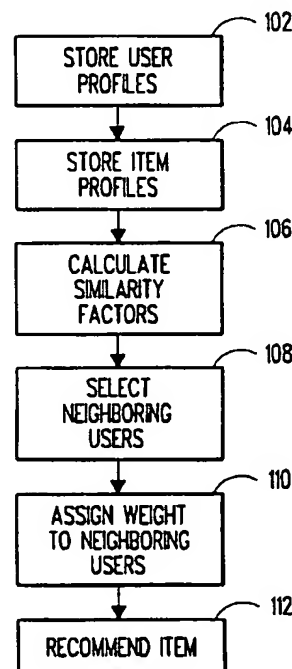 102
STORE USER
PROFILES
104
STORE ITEM
PROFILES
106
CALCULATE
SIMILARITY
FACTORS
108
SELECT
NEIGHBORING
USERS
110
ASSIGN WEIGHT
TO NEIGHBORING
USERS
112
RECOMMEND ITEM